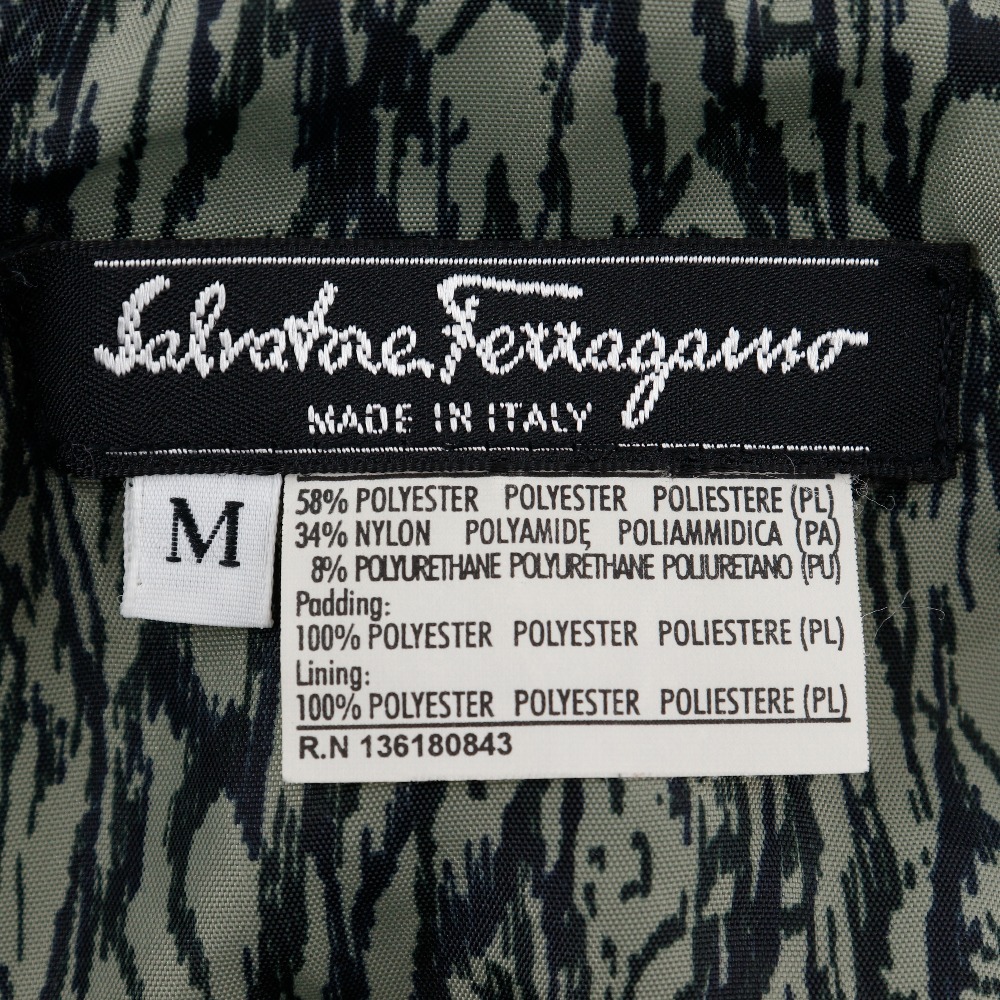 Salvatore Ferragamo
MADE IN ITALY
M
58% POLYESTER POLYESTER POLIESTERE (PL)
34% NYLON POLYAMIDE POLIAMMIDICA (PA)
8% POLYURETHANE POLYURETHANE POLIURETANO (PU)
Padding:
100% POLYESTER POLYESTER POLIESTERE (PL)
Lining:
100% POLYESTER POLYESTER POLIESTERE (PL)
R.N 136180843